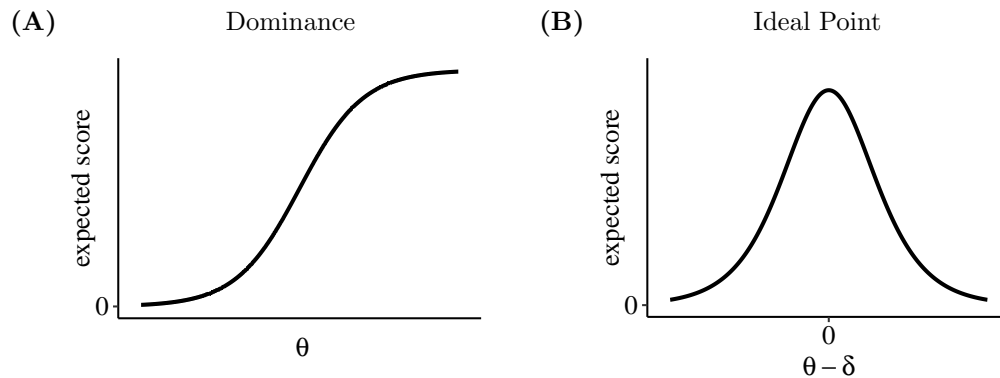 (A) Dominance
expected score
0
θ
(B) Ideal Point
expected score
0
0
θ − δ